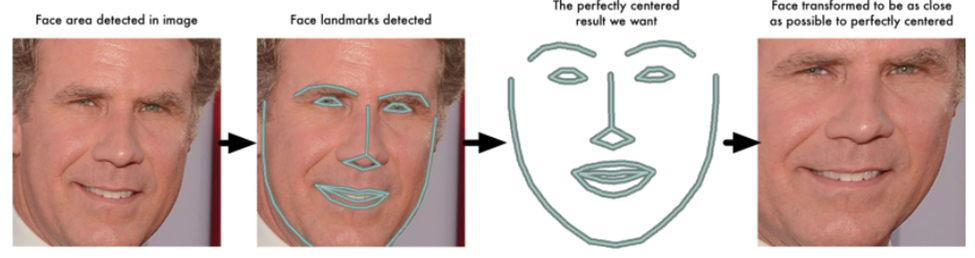 Face area detected in image
Face landmarks detected
The perfectly centered
result we want
Face transformed to be as close
as possible to perfectly centered